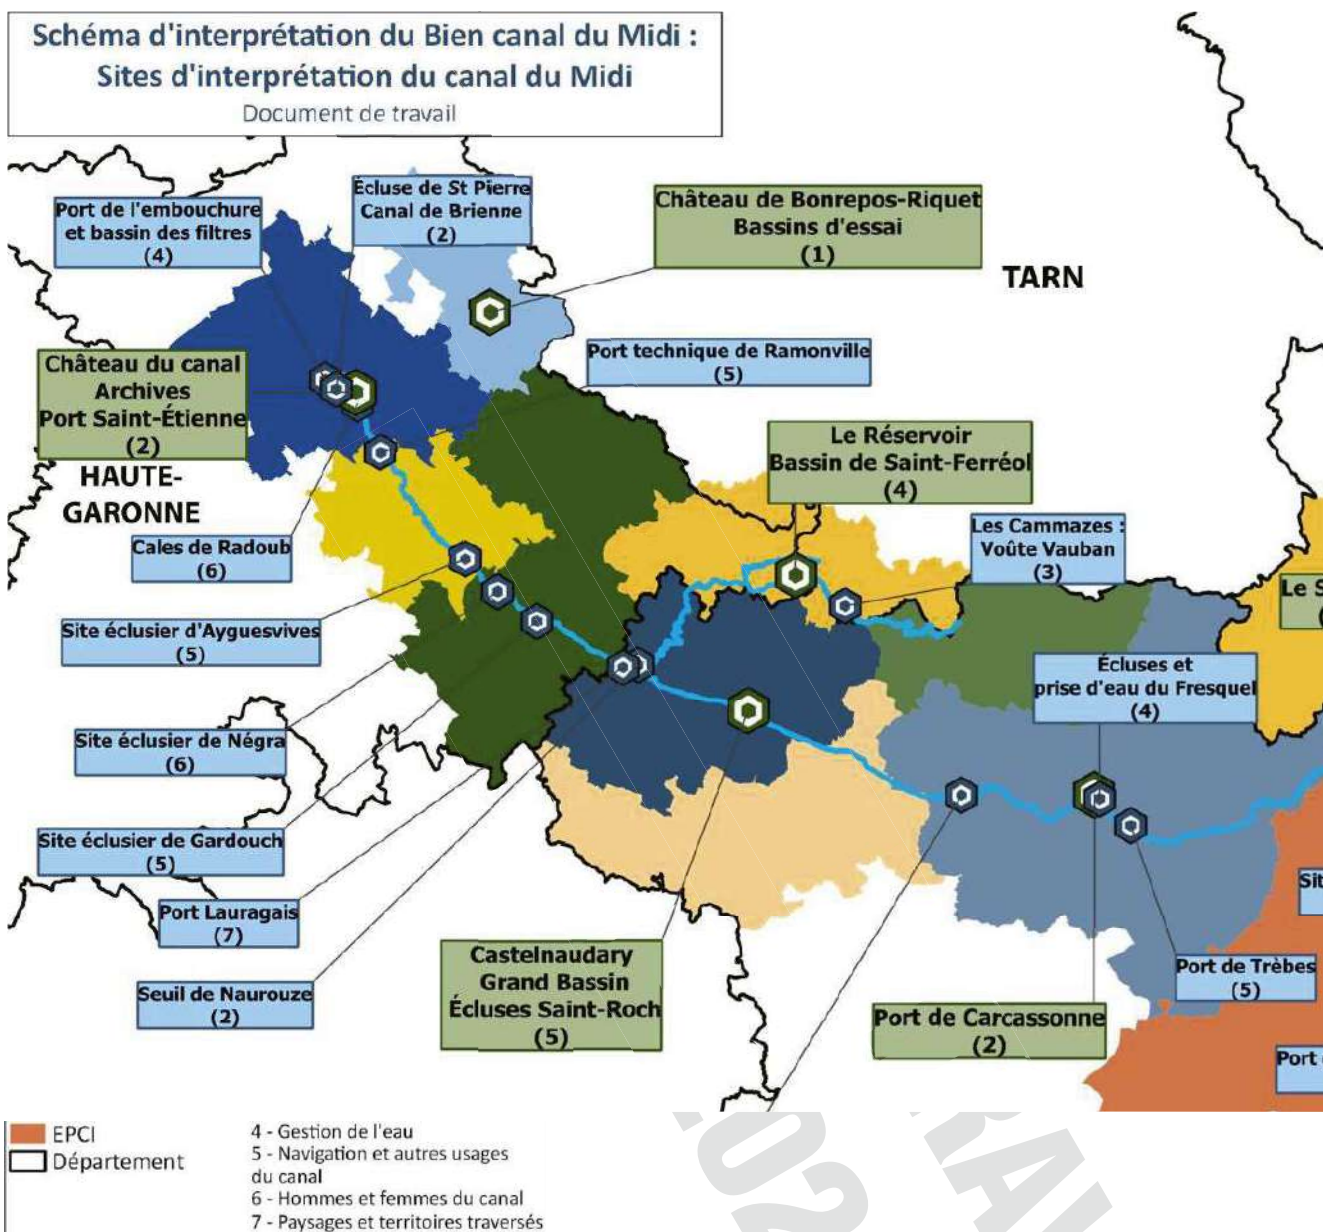 Schéma d'interprétation du Bien canal du Midi :
Sites d'interprétation du canal du Midi
Document de travail
Port de l'embouchure
et bassin des filtres
(4)
Écluse de St Pierre
Canal de Brienne
(2)
Château de Bonrepos-Riquet
Bassins d'essai
(1)
TARN
Château du canal
Archives
Port Saint-Étienne
(2)
Port technique de Ramonville
(5)
HAUTE-
GARONNE
Le Réservoir
Bassin de Saint-Ferréol
(4)
Cales de Radoub
(6)
Les Cammazes :
Voûte Vauban
(3)
Le S
(
Site éclusier d'Ayguesvives
(5)
Écluses et
prise d'eau du Fresquel
(4)
Site éclusier de Négra
(6)
Site éclusier de Gardouch
(5)
Sit
Port Lauragais
(7)
Castelnaudary
Grand Bassin
Écluses Saint-Roch
(5)
Port de Trèbes
(5)
Seuil de Naurouze
(2)
Port de Carcassonne
(2)
Port
EPCI
Département
4 - Gestion de l'eau
5 - Navigation et autres usages
du canal
6 - Hommes et femmes du canal
7 - Paysages et territoires traversés